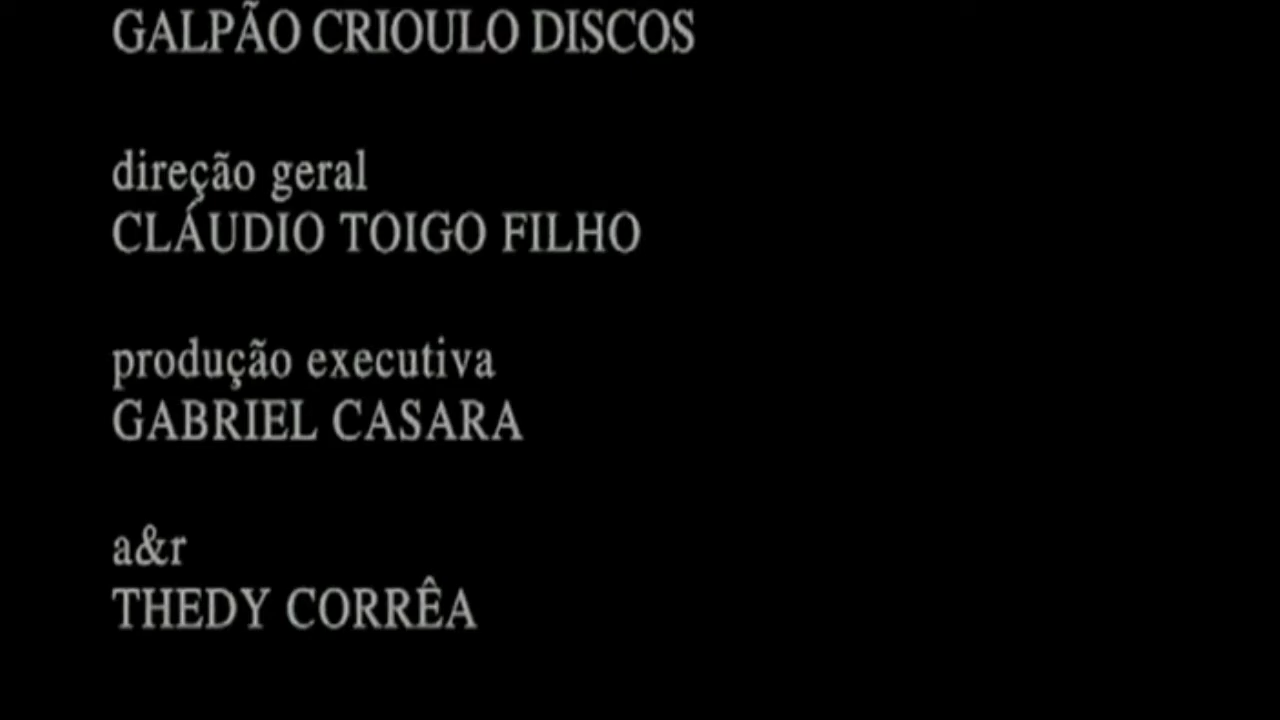 GALPÃO CRIOULO DISCOS
direção geral
CLÁUDIO TOIGO FILHO
produção executiva
GABRIEL CASARA
a&r
THEDY CORRÊA